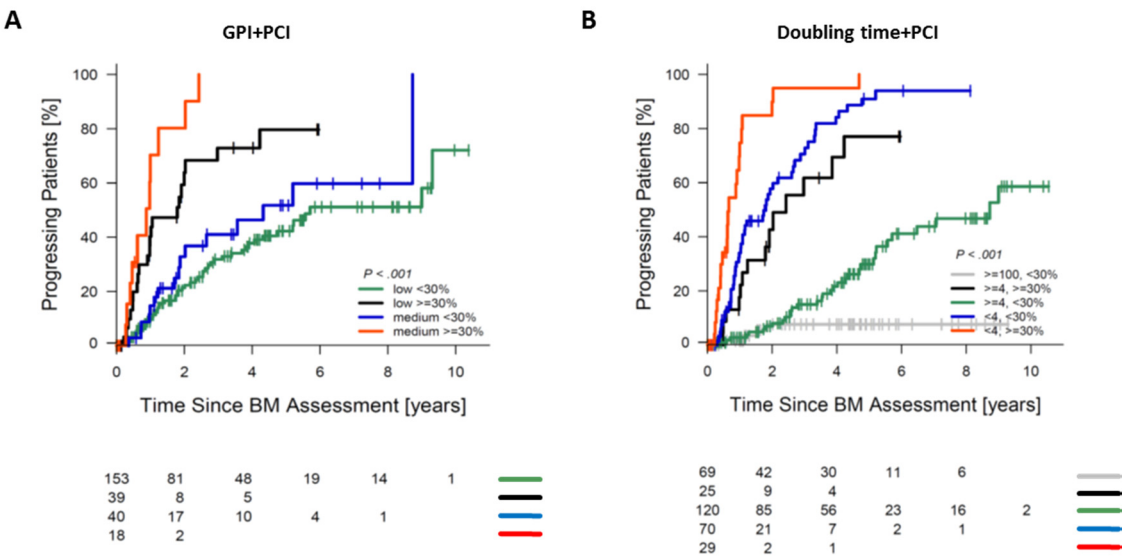 A
GPI+PCI
Progressing Patients [%]
100
80
60
40
20
0
P < .001
low <30%
low >=30%
medium <30%
medium >=30%
0 2 4 6 8 10
Time Since BM Assessment [years]
153 81 48 19 14 1
39 8 5
40 17 10 4 1
18 2
B
Doubling time+PCI
Progressing Patients [%]
100
80
60
40
20
0
P < .001
>=100, <30%
>=4, >=30%
>=4, <30%
<4, <30%
<4, >=30%
0 2 4 6 8 10
Time Since BM Assessment [years]
69 42 30 11 6
25 9 4
120 85 56 23 16 2
70 21 7 2 1
29 2 1